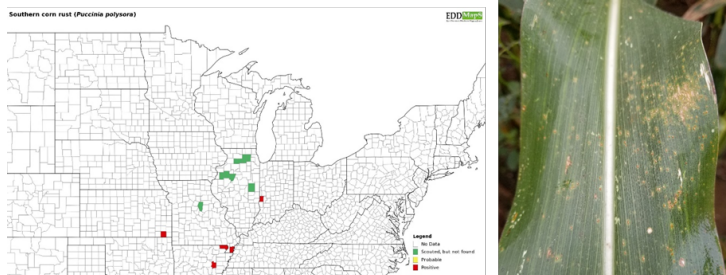 Southern corn rust (Puccinia polysora)
EDDMapS
Legend
No Data
Scouted, but not found
Probable
Positive